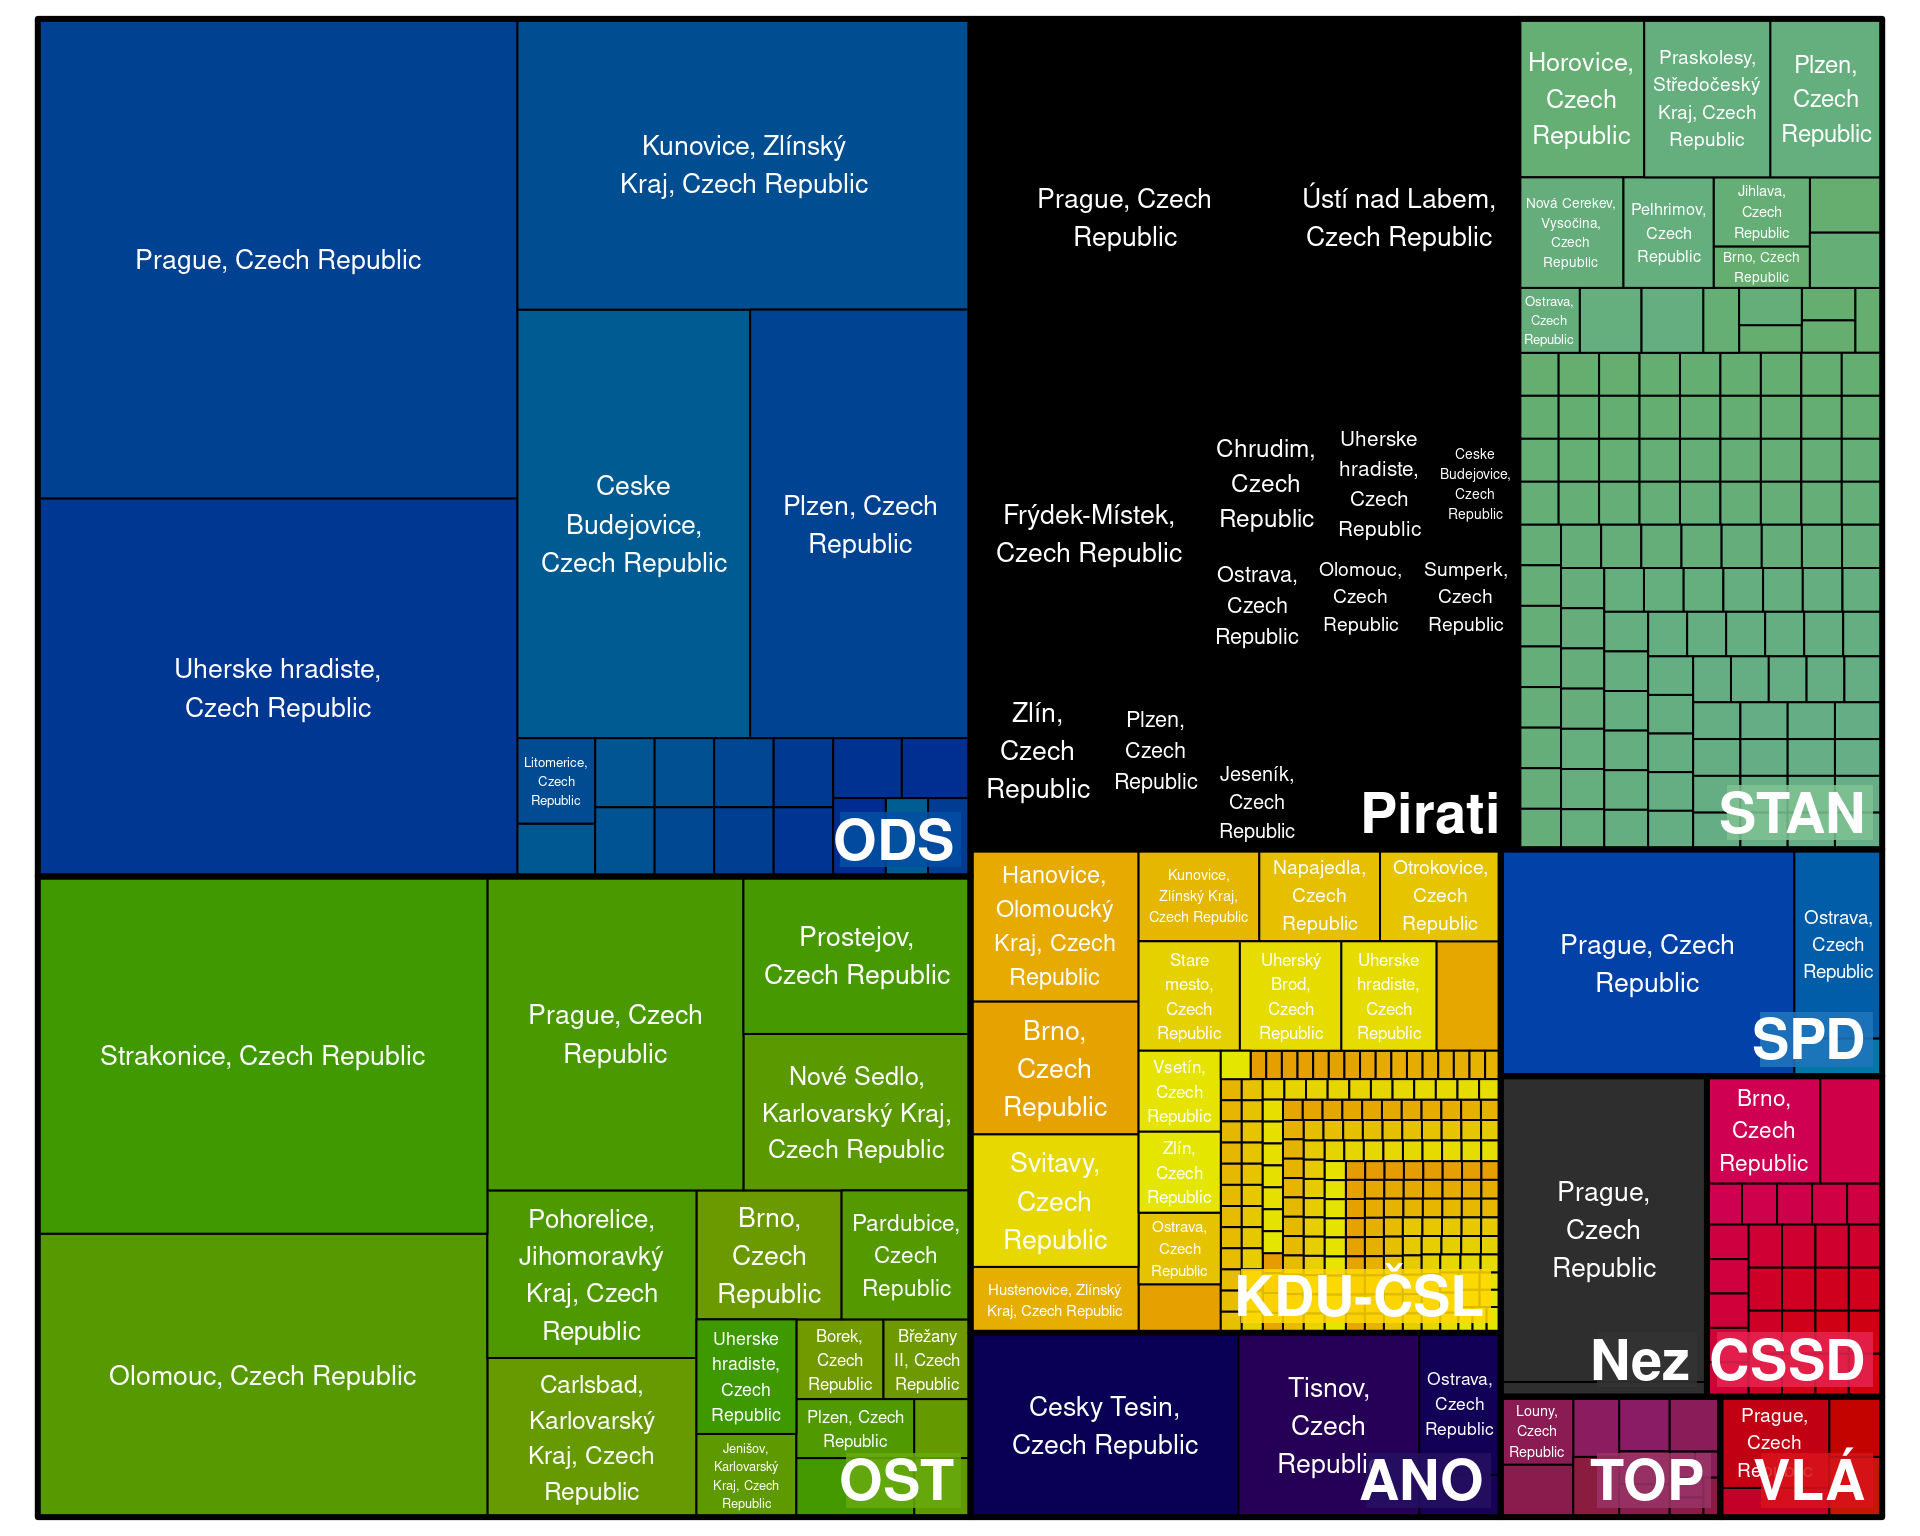 Prague, Czech Republic
Uherske hradiste,
Czech Republic
Kunovice, Zlínský
Kraj, Czech Republic
Ceske
Budejovice,
Czech Republic
Plzen, Czech
Republic
Litomerice,
Czech
Republic
ODS
Prague, Czech
Republic
Ústí nad Labem,
Czech Republic
Frýdek-Místek,
Czech Republic
Chrudim,
Czech
Republic
Uherske
hradiste,
Czech
Republic
Ceske
Budejovice,
Czech
Republic
Ostrava,
Czech
Republic
Olomouc,
Czech
Republic
Sumperk,
Czech
Republic
Zlín,
Czech
Republic
Plzen,
Czech
Republic
Jeseník,
Czech
Republic
Pirati
Horovice,
Czech
Republic
Praskolesy,
Středočeský
Kraj, Czech
Republic
Plzen,
Czech
Republic
Nová Cerekev,
Vysočina,
Czech
Republic
Pelhrimov,
Czech
Republic
Jihlava,
Czech
Republic
Brno, Czech
Republic
Ostrava,
Czech
Republic
STAN
Strakonice, Czech Republic
Olomouc, Czech Republic
Prague, Czech
Republic
Prostejov,
Czech Republic
Nové Sedlo,
Karlovarský Kraj,
Czech Republic
Pohorelice,
Jihomoravký
Kraj, Czech
Republic
Carlsbad,
Karlovarský
Kraj, Czech
Republic
Brno,
Czech
Republic
Pardubice,
Czech
Republic
Uherske
hradiste,
Czech
Republic
Borek,
Czech
Republic
Břežany
II, Czech
Republic
Plzen, Czech
Republic
Jenišov,
Karlovarský
Kraj, Czech
Republic
OST
Hanovice,
Olomoucký
Kraj, Czech
Republic
Brno,
Czech
Republic
Svitavy,
Czech
Republic
Hustenovice, Zlínský
Kraj, Czech Republic
Kunovice,
Zlínský Kraj,
Czech Republic
Napajedla,
Czech
Republic
Otrokovice,
Czech
Republic
Stare
mesto,
Czech
Republic
Uherský
Brod,
Czech
Republic
Uherske
hradiste,
Czech
Republic
Vsetín,
Czech
Republic
Zlín,
Czech
Republic
Ostrava,
Czech
Republic
KDU-ČSL
Cesky Tesin,
Czech Republic
Tisnov,
Czech
Republic
Ostrava,
Czech
Republic
ANO
Prague, Czech
Republic
Ostrava,
Czech
Republic
SPD
Prague,
Czech
Republic
Nez
Brno,
Czech
Republic
CSSD
Louny,
Czech
Republic
TOP
Prague,
Czech
Republic
VLÁ